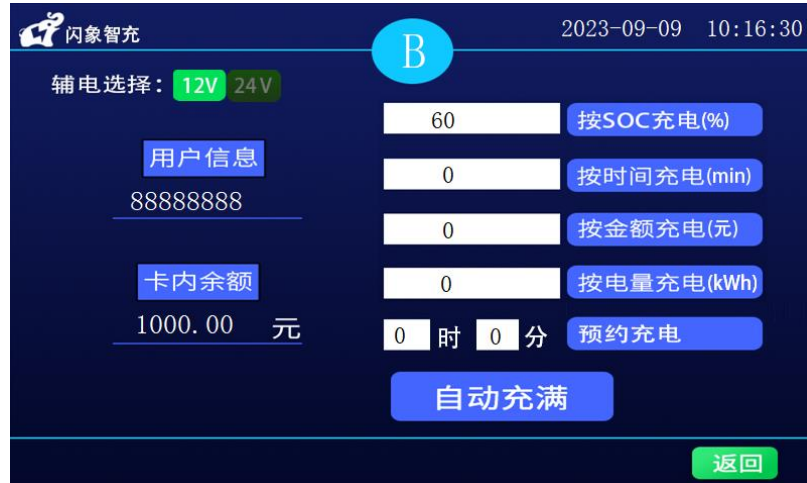 闪象智充
B
2023-09-09 10:16:30
辅电选择: 12V 24V
用户信息
88888888
卡内余额
1000.00 元
60 按SOC充电(%)
0 按时间充电(min)
0 按金额充电(元)
0 按电量充电(kWh)
0 时 0 分 预约充电
自动充满
返回